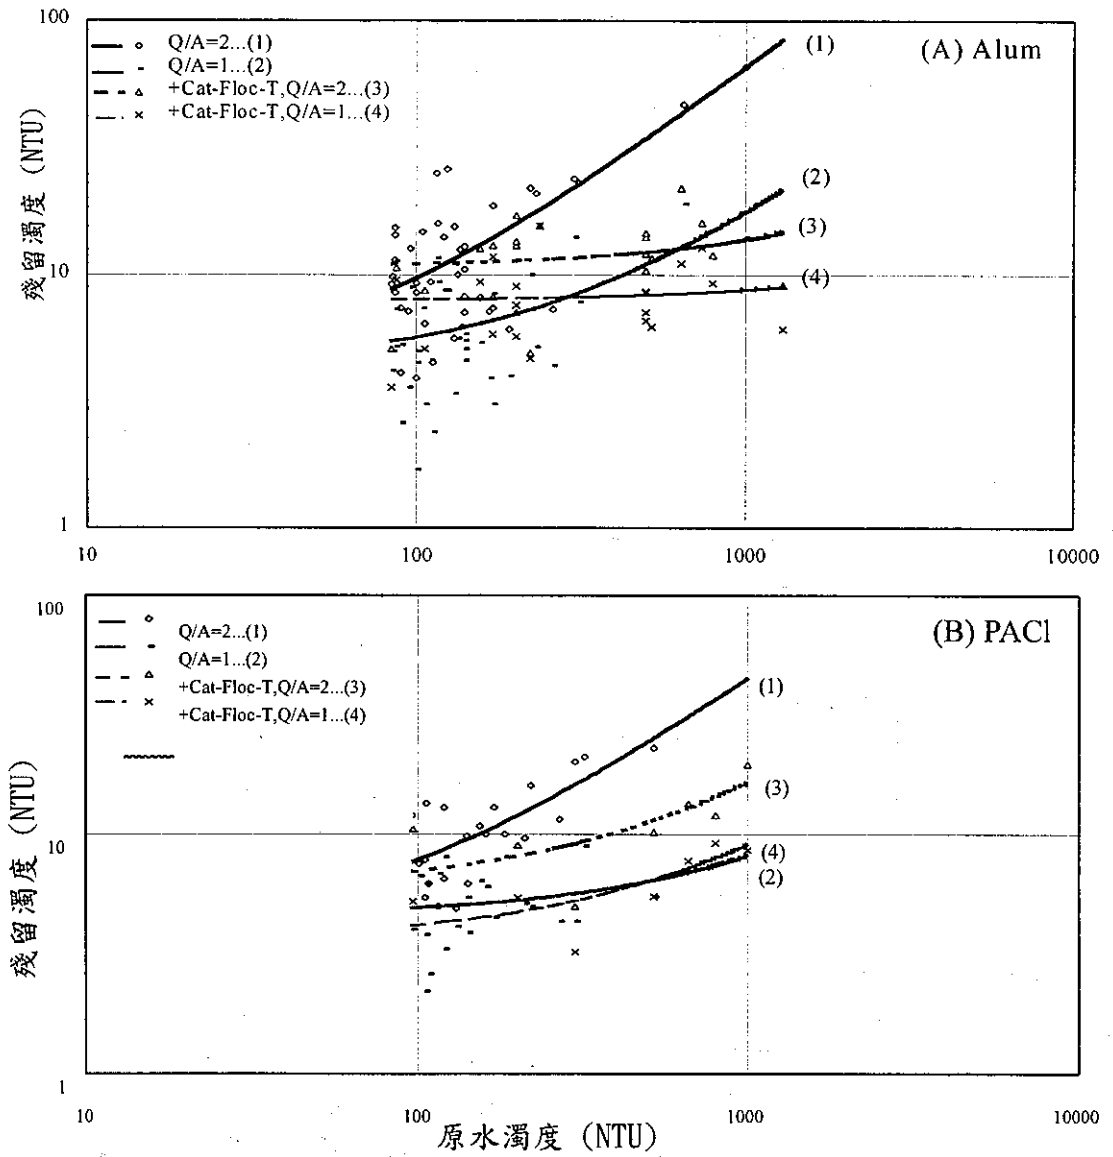 100
Q/A=2...(1)
Q/A=1...(2)
+Cat-Floc-T,Q/A=2...(3)
+Cat-Floc-T,Q/A=1...(4)
(A) Alum
(1)
(2)
(3)
(4)
殘留濁度 (NTU)
10
1
10 100 1000 10000
100
Q/A=2...(1)
Q/A=1...(2)
+Cat-Floc-T,Q/A=2...(3)
+Cat-Floc-T,Q/A=1...(4)
(B) PACl
(1)
(3)
(4)
(2)
殘留濁度 (NTU)
10
1
10 100 1000 10000
原水濁度 (NTU)